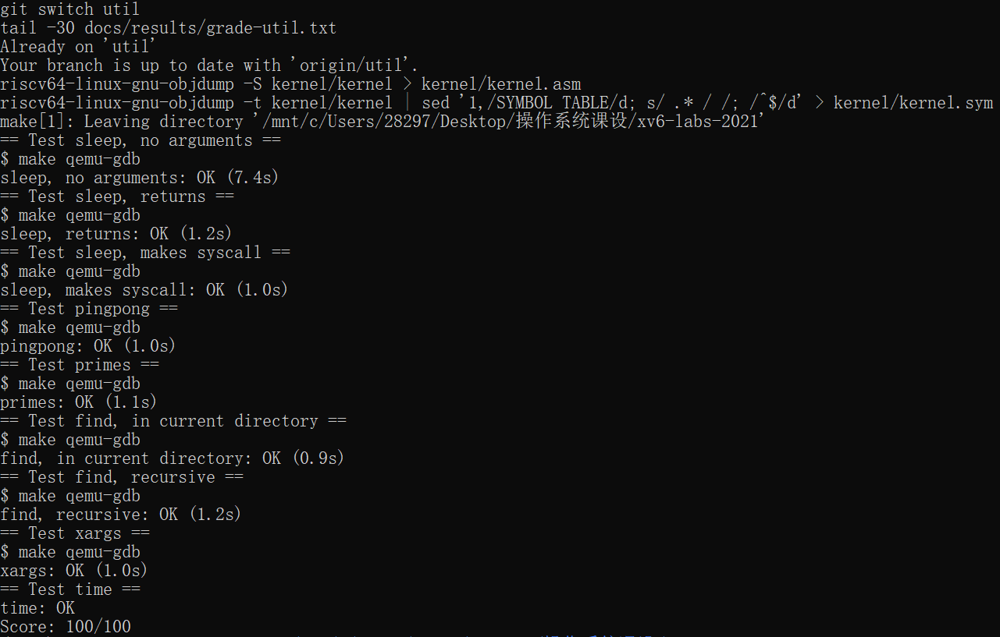 git switch util
tail -30 docs/results/grade-util.txt
Already on 'util'
Your branch is up to date with 'origin/util'.
riscv64-linux-gnu-objdump -S kernel/kernel > kernel/kernel.asm
riscv64-linux-gnu-objdump -t kernel/kernel | sed '1,/SYMBOL TABLE/d; s/ .* / /; /^$/d' > kernel/kernel.sym
make[1]: Leaving directory '/mnt/c/Users/28297/Desktop/操作系统课设/xv6-labs-2021'
== Test sleep, no arguments ==
$ make qemu-gdb
sleep, no arguments: OK (7.4s)
== Test sleep, returns ==
$ make qemu-gdb
sleep, returns: OK (1.2s)
== Test sleep, makes syscall ==
$ make qemu-gdb
sleep, makes syscall: OK (1.0s)
== Test pingpong ==
$ make qemu-gdb
pingpong: OK (1.0s)
== Test primes ==
$ make qemu-gdb
primes: OK (1.1s)
== Test find, in current directory ==
$ make qemu-gdb
find, in current directory: OK (0.9s)
== Test find, recursive ==
$ make qemu-gdb
find, recursive: OK (1.2s)
== Test xargs ==
$ make qemu-gdb
xargs: OK (1.0s)
== Test time ==
time: OK
Score: 100/100